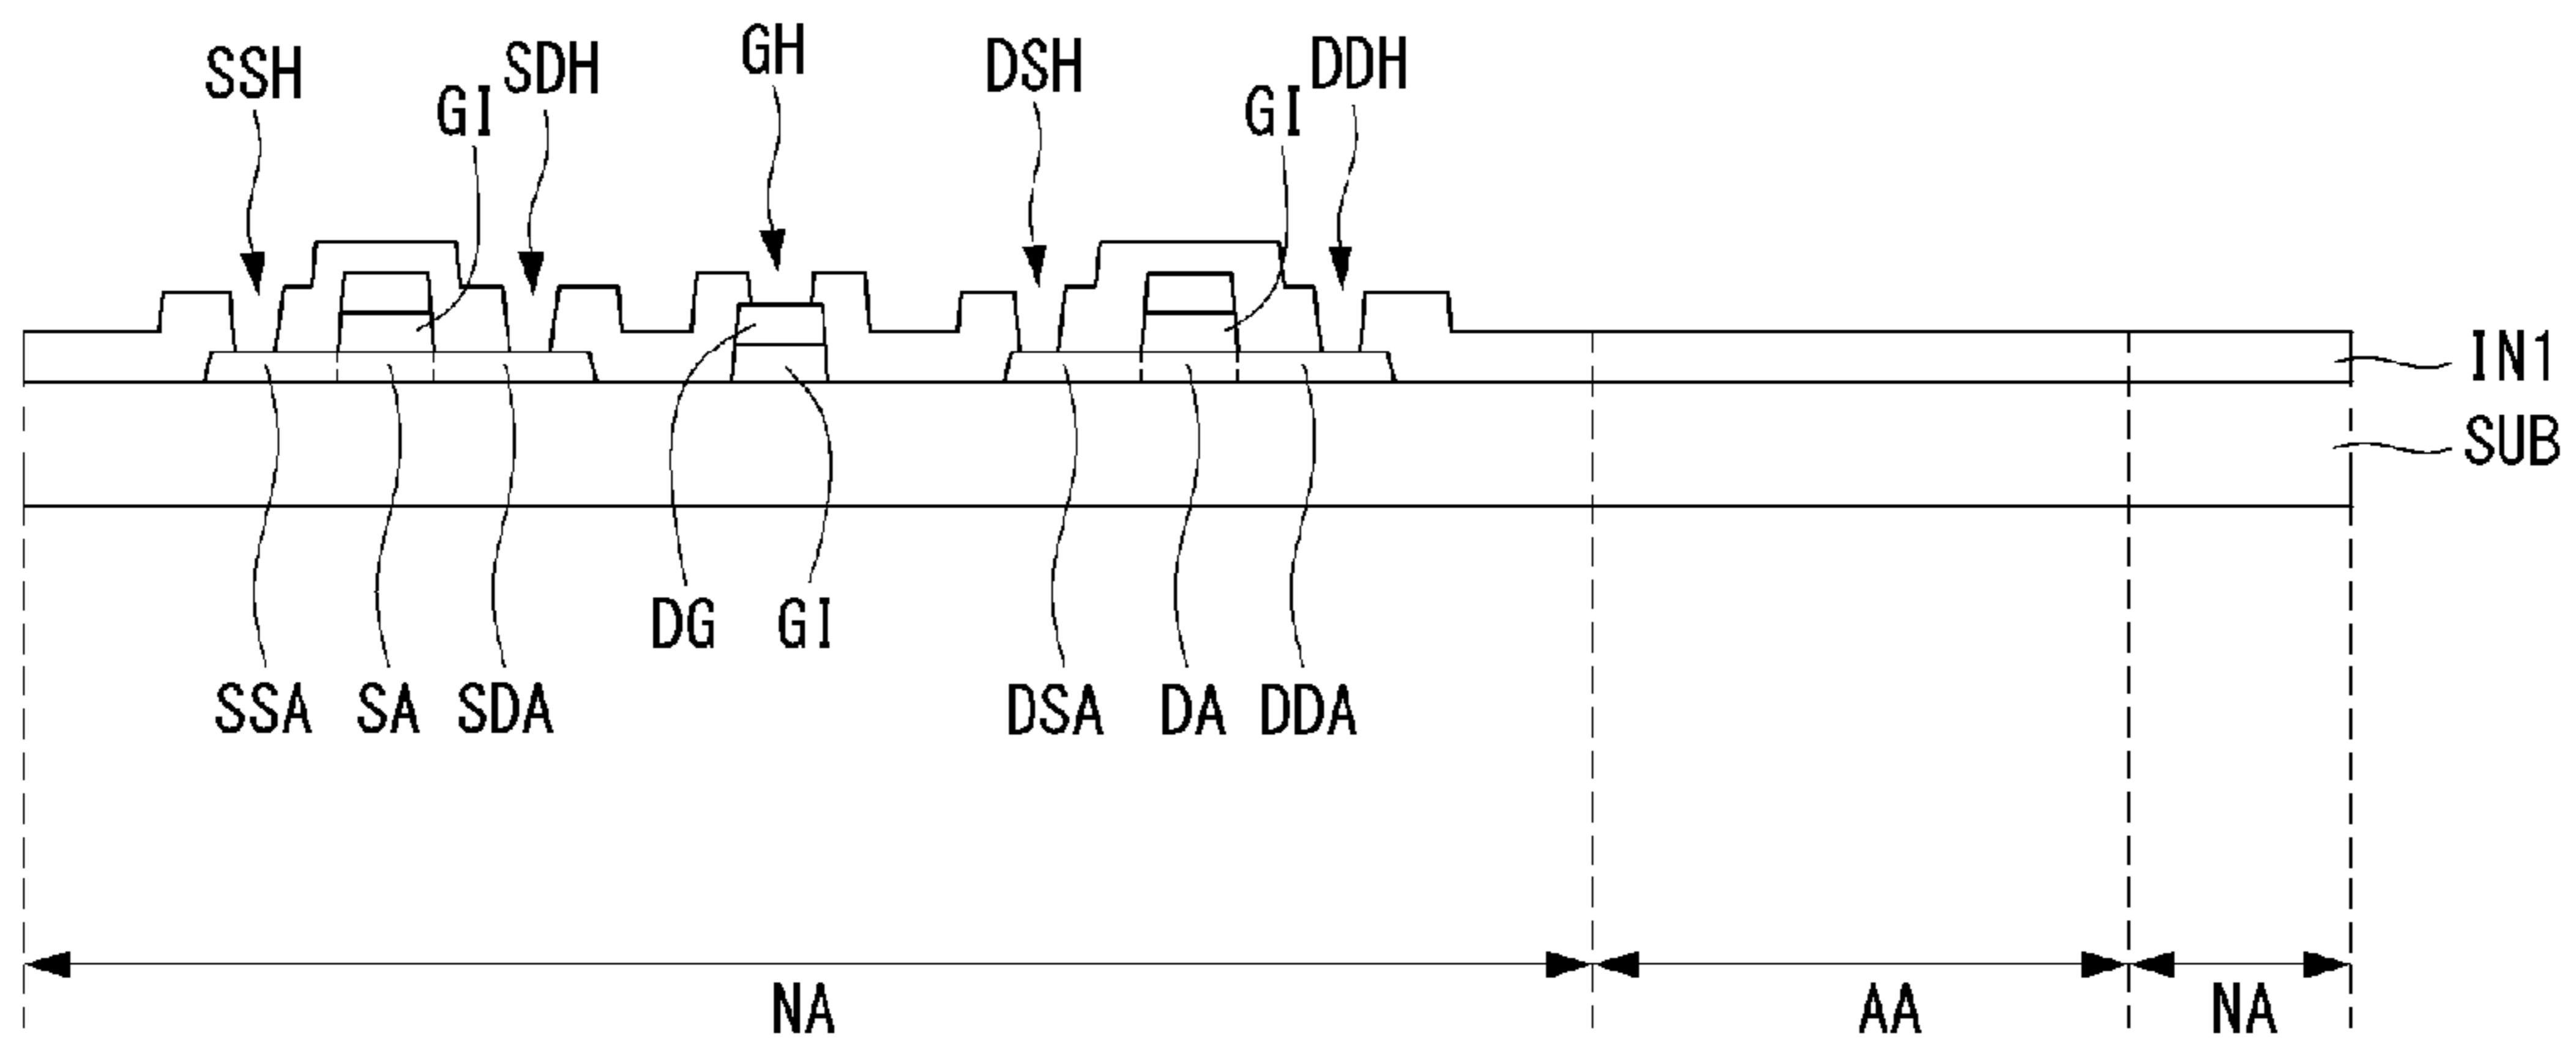 SSH GI SDH GH DSH GI DDH
IN1
SUB
DG GI
SSA SA SDA DSA DA DDA
NA AA NA